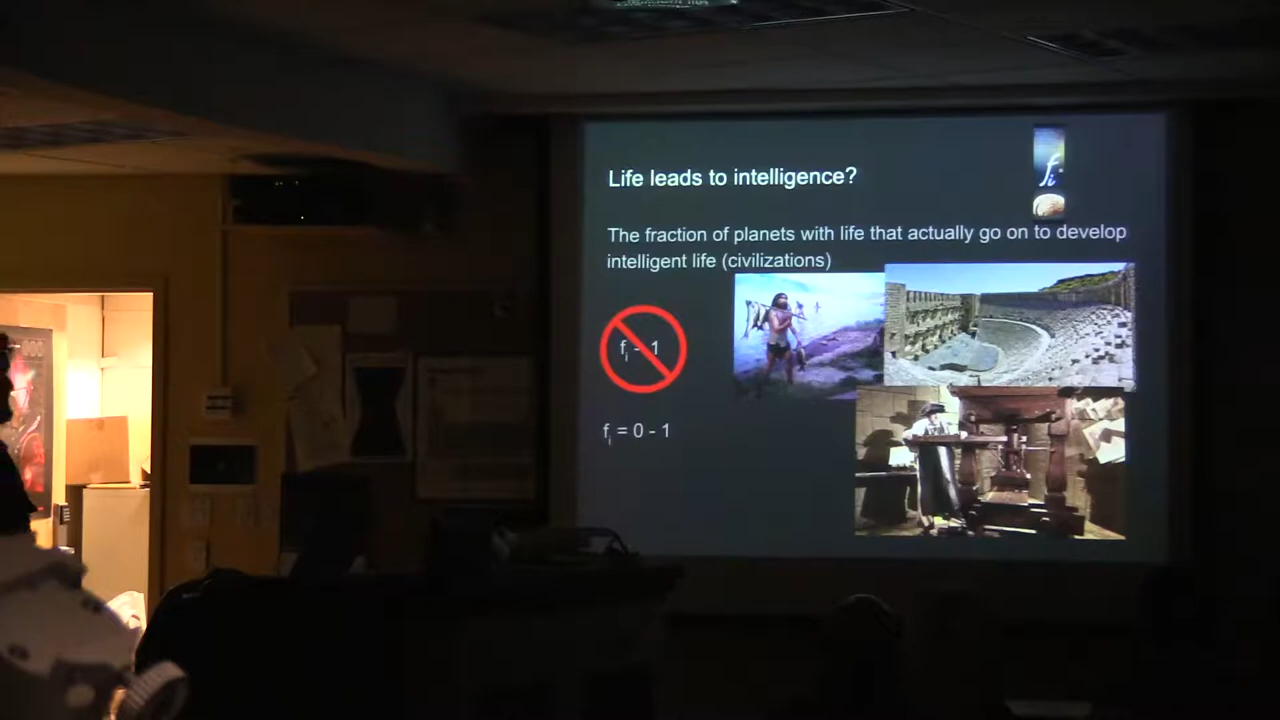 Life leads to intelligence?
fi
The fraction of planets with life that actually go on to develop
intelligent life (civilizations)
fi - 1
fi = 0 - 1